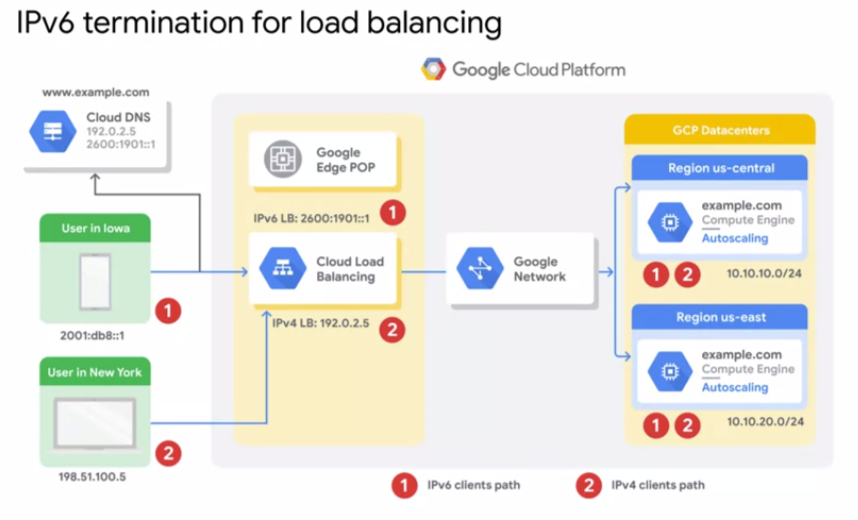 IPv6 termination for load balancing
Google Cloud Platform
www.example.com
Cloud DNS
192.0.2.5
2600:1901::1
User in Iowa
1
2001:db8::1
User in New York
2
198.51.100.5
Google
Edge POP
IPv6 LB: 2600:1901::1
1
Cloud Load
Balancing
IPv4 LB: 192.0.2.5
2
Google
Network
GCP Datacenters
Region us-central
example.com
Compute Engine
Autoscaling
1 2
10.10.10.0/24
Region us-east
example.com
Compute Engine
Autoscaling
1 2
10.10.20.0/24
1 IPv6 clients path
2 IPv4 clients path